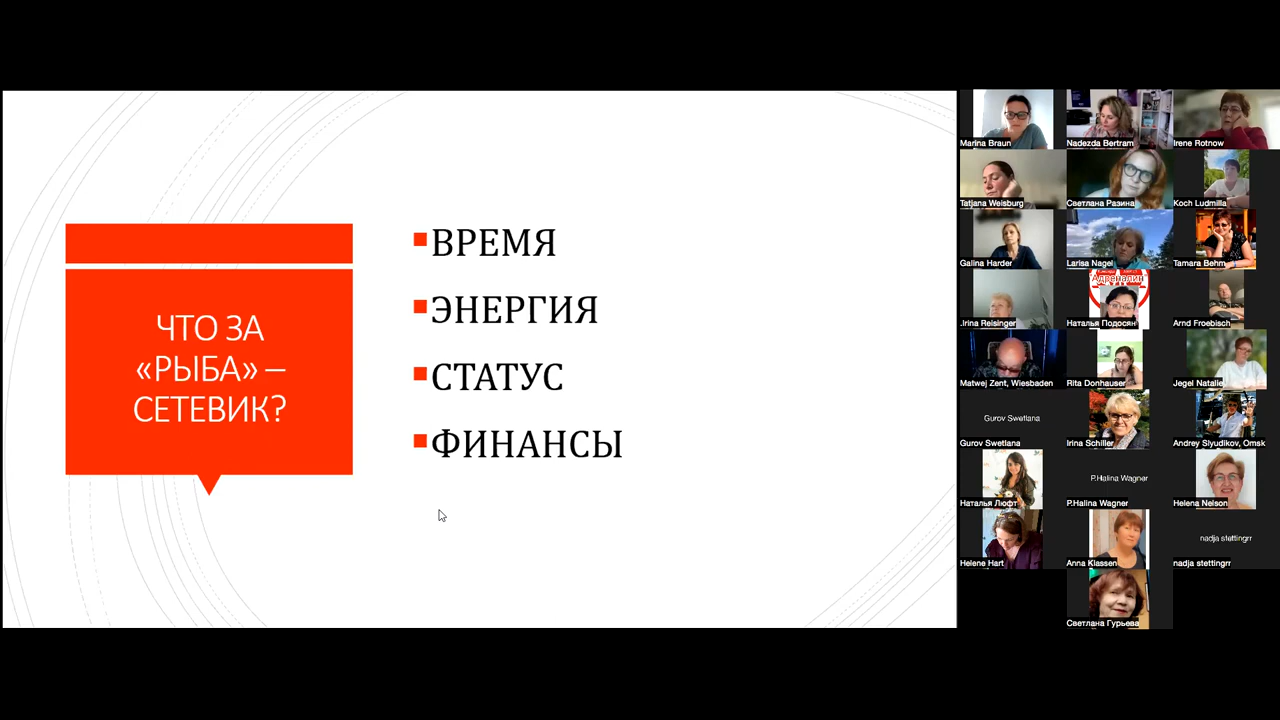 ЧТО ЗА
«РЫБА» –
СЕТЕВИК?
ВРЕМЯ
ЭНЕРГИЯ
СТАТУС
ФИНАНСЫ
Marina Braun
Nadezda Bertram
Irene Rotnow
Tatjana Weisburg
Светлана Разина
Koch Ludmilla
Galina Harder
Larisa Nagel
Tamara Behm
.Irina Reisinger
Адреналин
Наталья Подосян
Arnd Froebisch
Matwej Zent, Wiesbaden
Rita Donhauser
Jegel Natalie
Gurov Swetlana
Gurov Swetlana
Irina Schiller
Andrey Slyudikov, Omsk
Наталья Люфт
P.Halina Wagner
P.Halina Wagner
Helena Nelson
Helene Hart
Anna Klassen
nadja stettingrr
nadja stettingrr
Светлана Гурьева